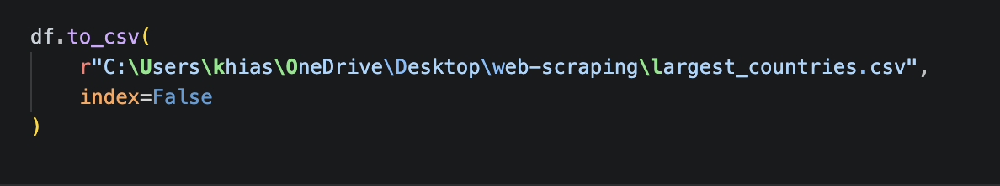 df.to_csv(
    r"C:\Users\khias\OneDrive\Desktop\web-scraping\largest_countries.csv",
    index=False
)